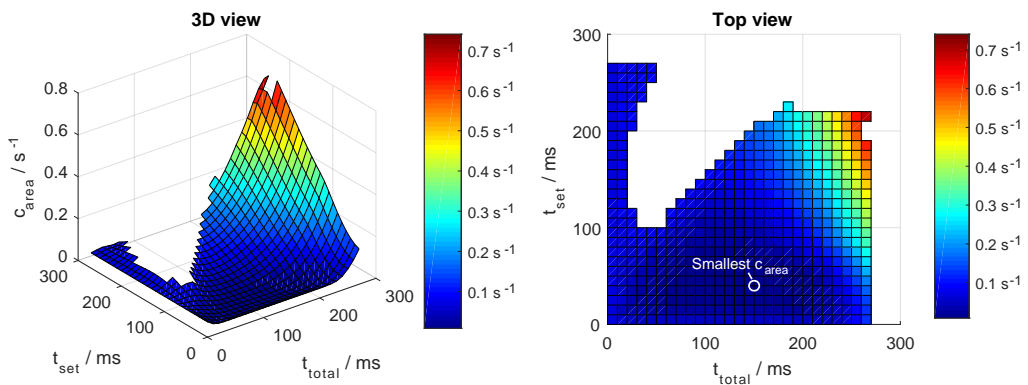 3D view
0.8
0.6
0.4
0.2
0
c_area / s^-1
300
200
100
0
t_set / ms
0
100
200
300
t_total / ms
0.7 s^-1
0.6 s^-1
0.5 s^-1
0.4 s^-1
0.3 s^-1
0.2 s^-1
0.1 s^-1
Top view
300
200
100
0
t_set / ms
Smallest c_area
0
100
200
300
t_total / ms
0.7 s^-1
0.6 s^-1
0.5 s^-1
0.4 s^-1
0.3 s^-1
0.2 s^-1
0.1 s^-1